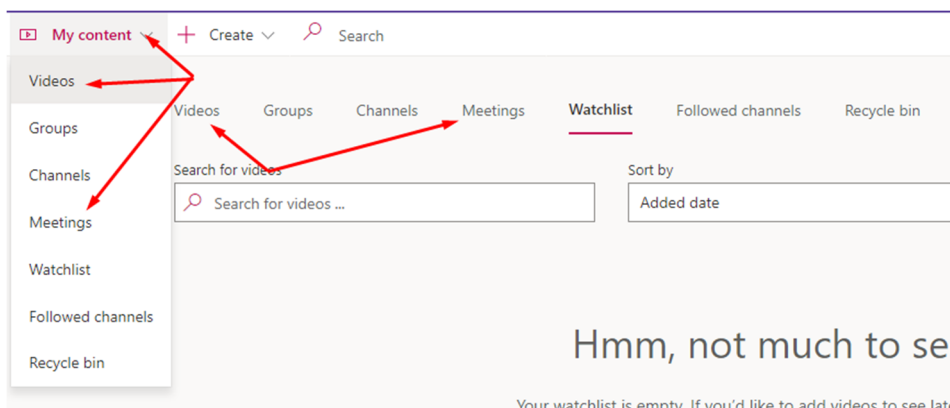 My content Create Search
Videos
Groups
Channels
Meetings
Watchlist
Followed channels
Recycle bin
Videos Groups Channels Meetings Watchlist Followed channels Recycle bin
Search for videos Sort by
Search for videos ... Added date
Hmm, not much to se
Your watchlist is empty. If you'd like to add videos to see late